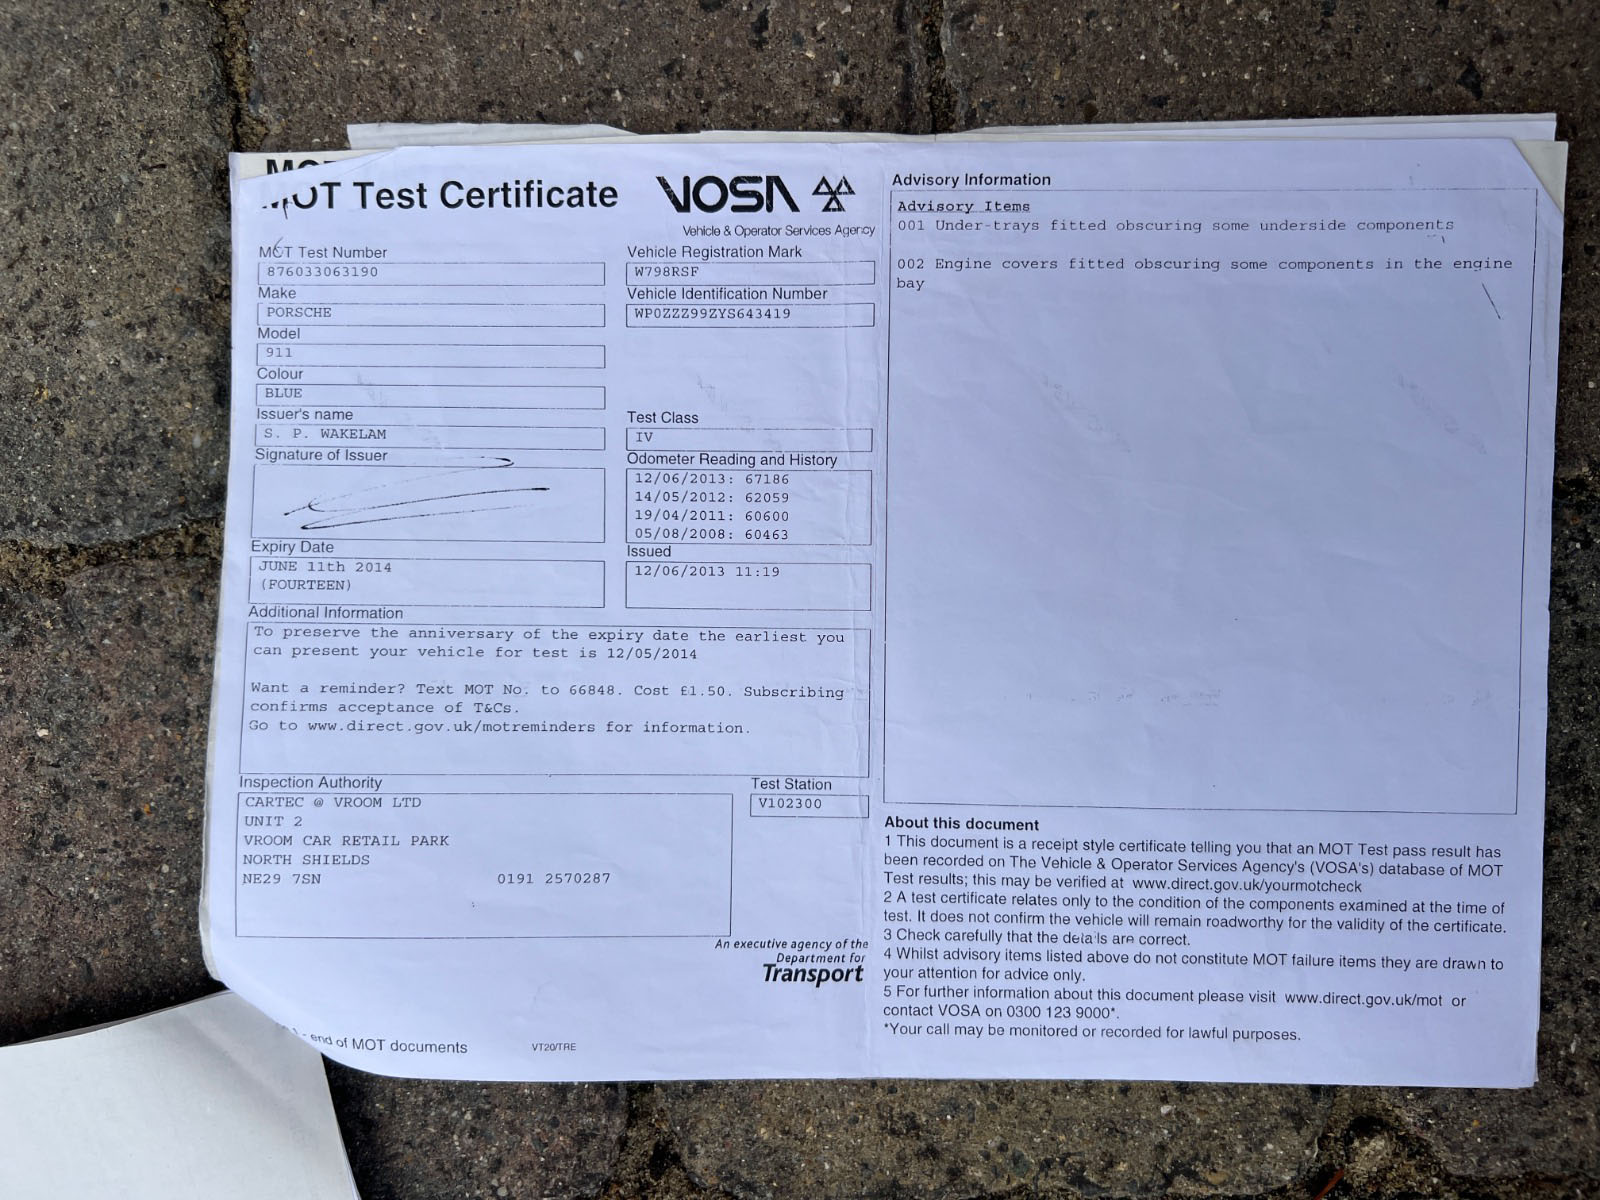 MOT Test Certificate
VOSA
Vehicle & Operator Services Agency
MOT Test Number
876033063190
Vehicle Registration Mark
W798RSF
Make
PORSCHE
Vehicle Identification Number
WP0ZZZ99ZYS643419
Model
911
Colour
BLUE
Issuer's name
S. P. WAKELAM
Test Class
IV
Signature of Issuer
Odometer Reading and History
12/06/2013: 67186
14/05/2012: 62059
19/04/2011: 60600
05/08/2008: 60463
Expiry Date
JUNE 11th 2014
(FOURTEEN)
Issued
12/06/2013 11:19
Additional Information
To preserve the anniversary of the expiry date the earliest you
can present your vehicle for test is 12/05/2014
Want a reminder? Text MOT No. to 66848. Cost £1.50. Subscribing
confirms acceptance of T&Cs.
Go to www.direct.gov.uk/motreminders for information.
Inspection Authority
CARTEC @ VROOM LTD
UNIT 2
VROOM CAR RETAIL PARK
NORTH SHIELDS
NE29 7SN 0191 2570287
Test Station
V102300
An executive agency of the
Department for
Transport
- end of MOT documents
VT20/TRE
Advisory Information
Advisory Items
001 Under-trays fitted obscuring some underside components
002 Engine covers fitted obscuring some components in the engine
bay
About this document
1 This document is a receipt style certificate telling you that an MOT Test pass result has
been recorded on The Vehicle & Operator Services Agency's (VOSA's) database of MOT
Test results; this may be verified at www.direct.gov.uk/yourmotcheck
2 A test certificate relates only to the condition of the components examined at the time of
test. It does not confirm the vehicle will remain roadworthy for the validity of the certificate.
3 Check carefully that the details are correct.
4 Whilst advisory items listed above do not constitute MOT failure items they are drawn to
your attention for advice only.
5 For further information about this document please visit www.direct.gov.uk/mot or
contact VOSA on 0300 123 9000*.
*Your call may be monitored or recorded for lawful purposes.